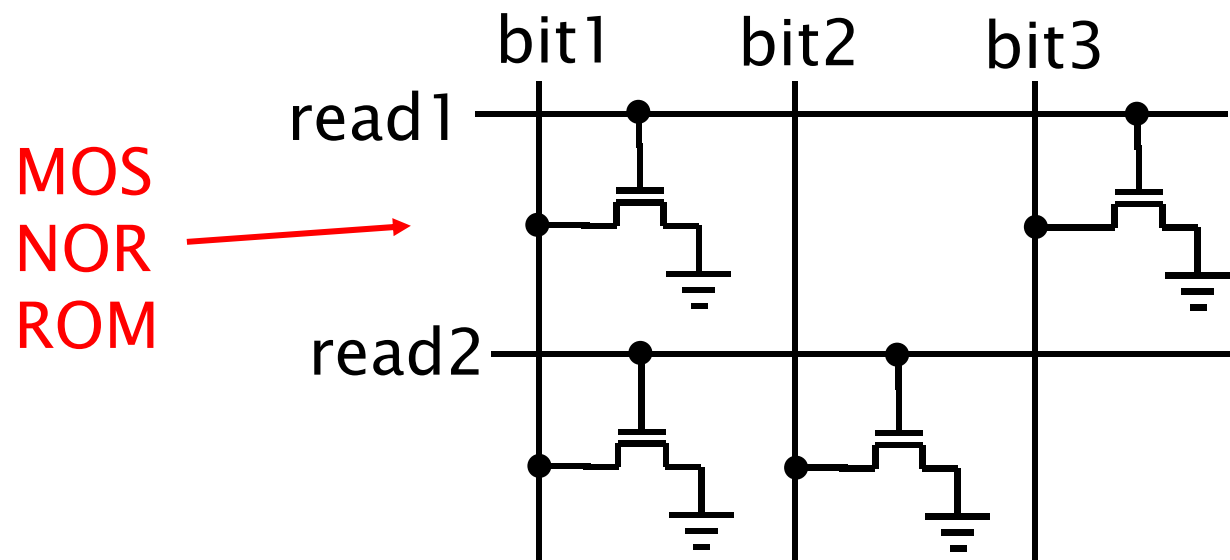 bit1
bit2
bit3
read1
MOS
NOR
ROM
read2